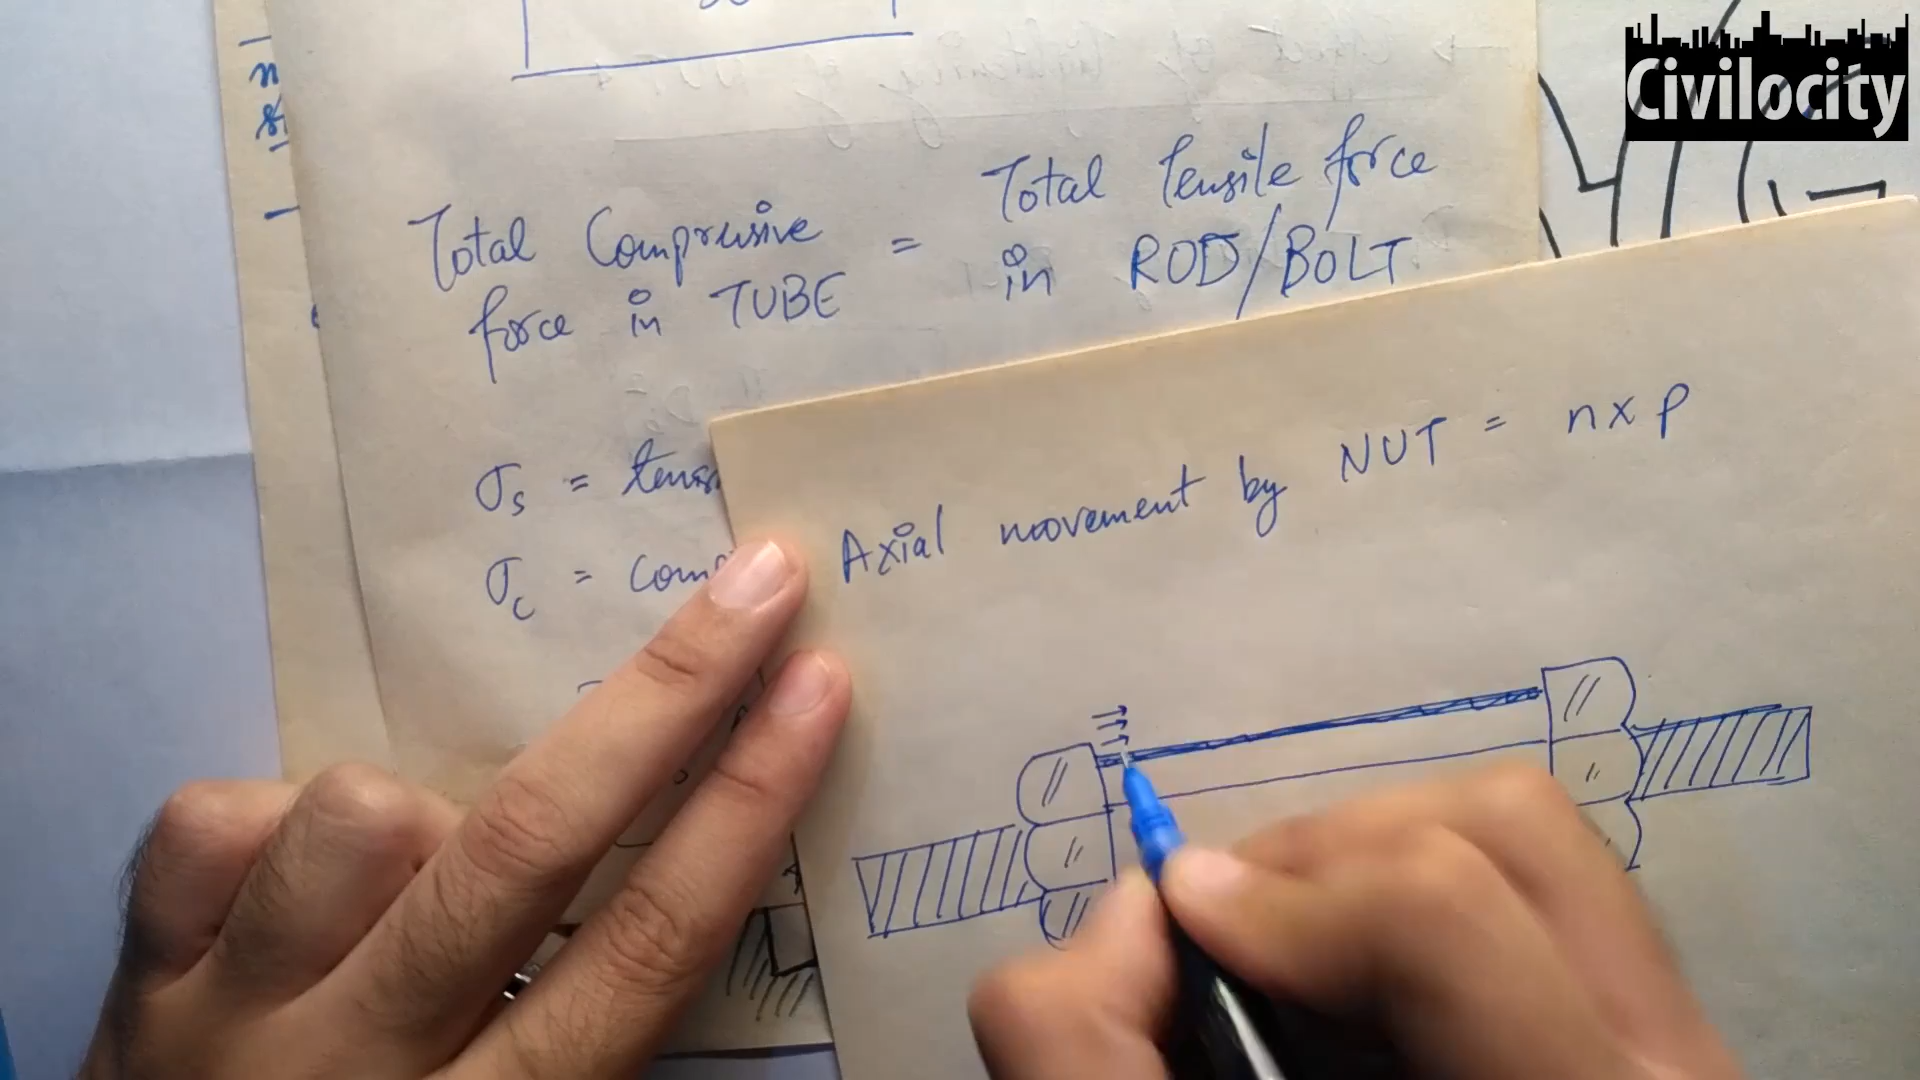 Civilocity
Total Compressive = Total Tensile force
force in TUBE in ROD/BOLT
σs = tens
σc = comp
Axial movement by NUT = n x p